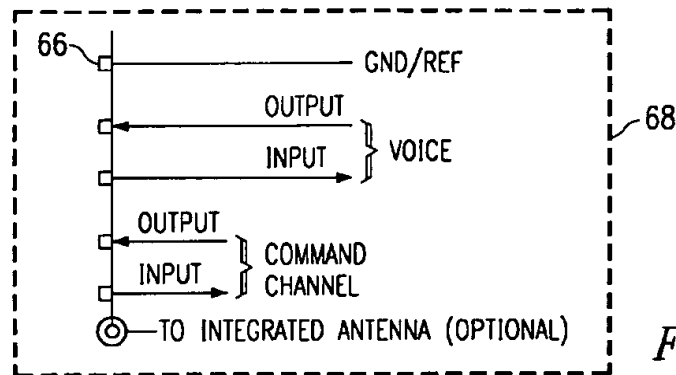 66
GND/REF
OUTPUT
68
INPUT
VOICE
OUTPUT
COMMAND
INPUT
CHANNEL
TO INTEGRATED ANTENNA (OPTIONAL)
F